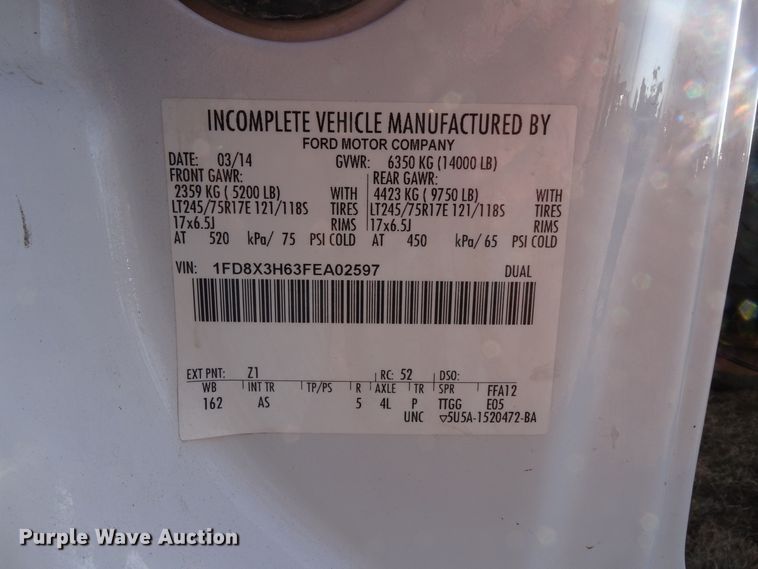 INCOMPLETE VEHICLE MANUFACTURED BY
FORD MOTOR COMPANY
DATE: 03/14 GVWR: 6350 KG (14000 LB)
FRONT GAWR: REAR GAWR:
2359 KG ( 5200 LB) WITH 4423 KG ( 9750 LB) WITH
LT245/75R17E 121/118S TIRES LT245/75R17E 121/118S TIRES
17x6.5J RIMS 17x6.5J RIMS
AT 520 kPa/ 75 PSI COLD AT 450 kPa/ 65 PSI COLD
VIN: 1FD8X3H63FEA02597 DUAL
EXT PNT: Z1 RC: 52 DSO:
WB INT TR TP/PS R AXLE TR SPR FFA12
162 AS 5 4L P TTGG E05
UNC ▽5U5A-1520472-BA
Purple Wave Auction